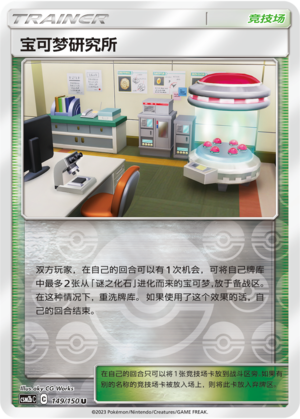 TRAINER 竞技场
宝可梦研究所
双方玩家，在自己的回合可以有1次机会，可将自己牌库
中最多2张从「谜之化石」进化而来的宝可梦，放于备战区。
在这种情况下，重洗牌库。 如果使用了这个效果的话，自
己的回合结束。
Illus. aky CG Works
在自己的回合只可以将1张竞技场卡放到战斗区旁。如果有
别的名称的竞技场卡被放入场上，则将此卡放入弃牌区。
CSM2b C C 149/150 U
©2023 Pokémon/Nintendo/Creatures/GAME FREAK.